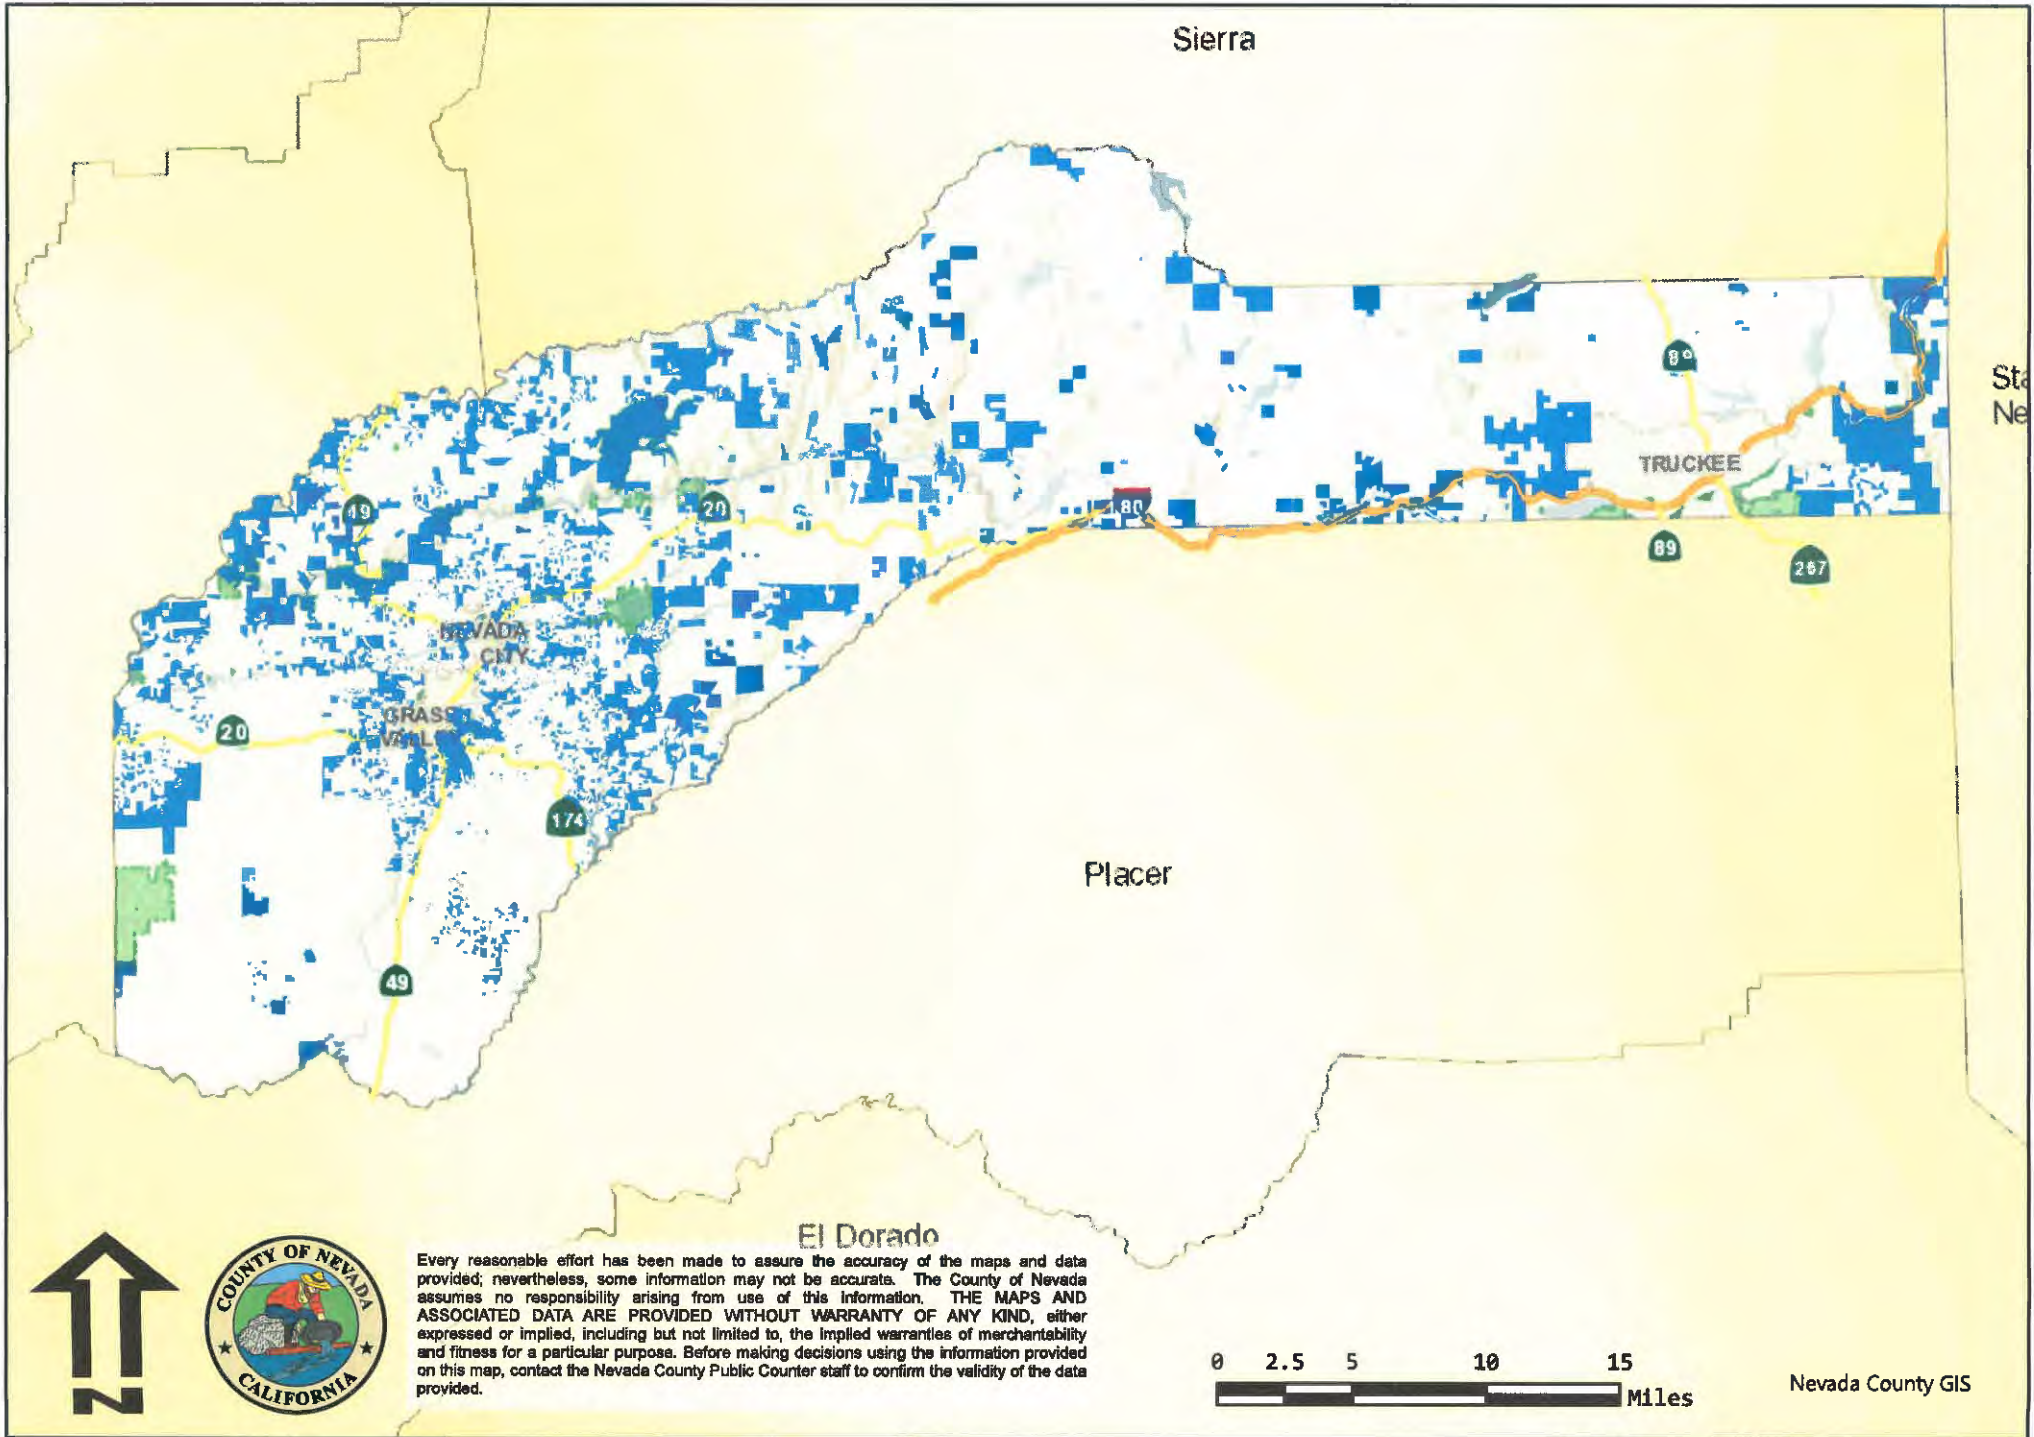 Sierra
Sta
Ne
89
TRUCKEE
49
20
80
89
267
NEVADA
CITY
GRASS
VALLEY
20
174
Placer
49
El Dorado
COUNTY OF NEVADA
CALIFORNIA
N
Every reasonable effort has been made to assure the accuracy of the maps and data
provided; nevertheless, some information may not be accurate. The County of Nevada
assumes no responsibility arising from use of this information. THE MAPS AND
ASSOCIATED DATA ARE PROVIDED WITHOUT WARRANTY OF ANY KIND, either
expressed or implied, including but not limited to, the implied warranties of merchantability
and fitness for a particular purpose. Before making decisions using the information provided
on this map, contact the Nevada County Public Counter staff to confirm the validity of the data
provided.
0 2.5 5 10 15
Miles
Nevada County GIS